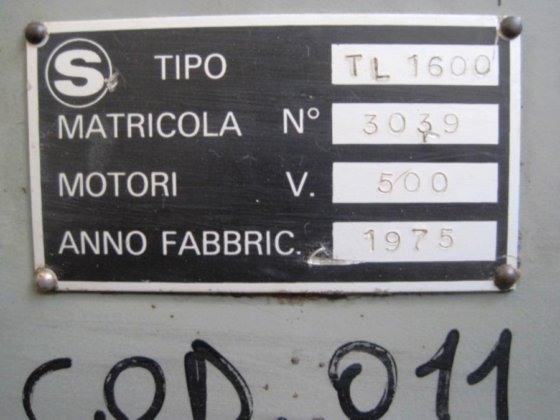 S TIPO TL 1600
MATRICOLA N° 3039
MOTORI V. 500
ANNO FABBRIC. 1975
COD. 011